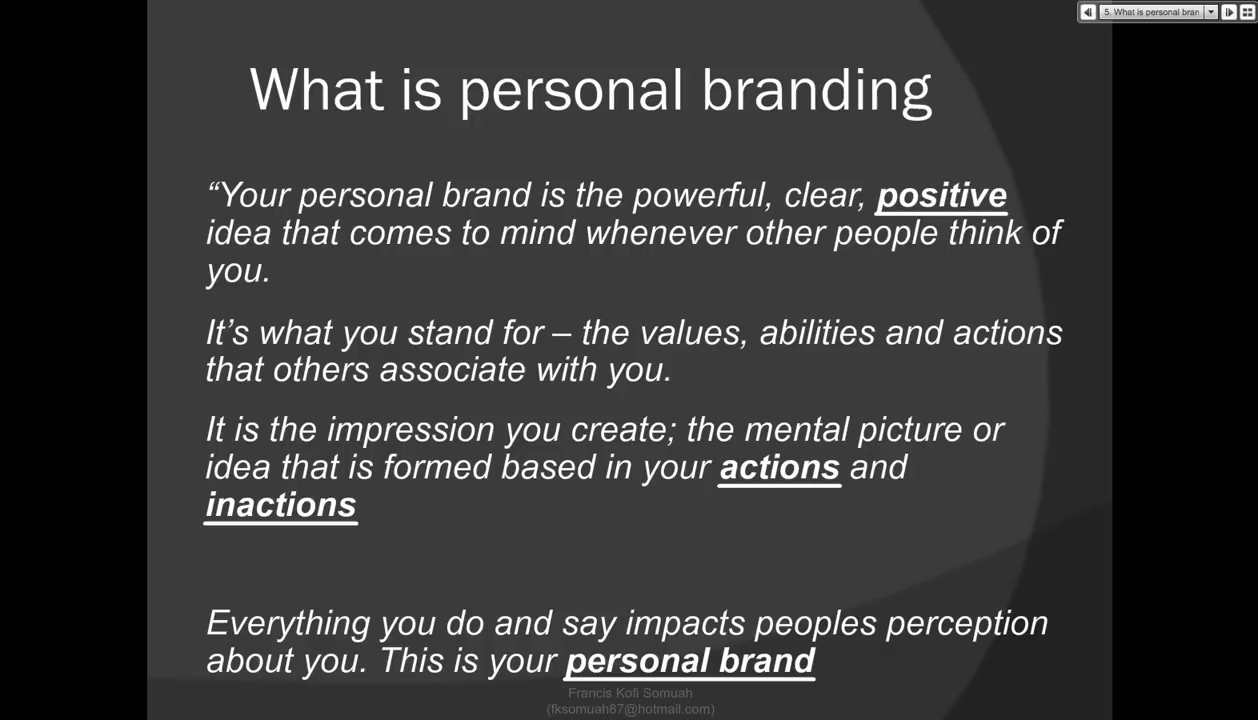 5. What is personal bran
What is personal branding
“Your personal brand is the powerful, clear, positive
idea that comes to mind whenever other people think of
you.
It’s what you stand for – the values, abilities and actions
that others associate with you.
It is the impression you create; the mental picture or
idea that is formed based in your actions and
inactions
Everything you do and say impacts peoples perception
about you. This is your personal brand
Francis Kofi Somuah
(fksomuah87@hotmail.com)